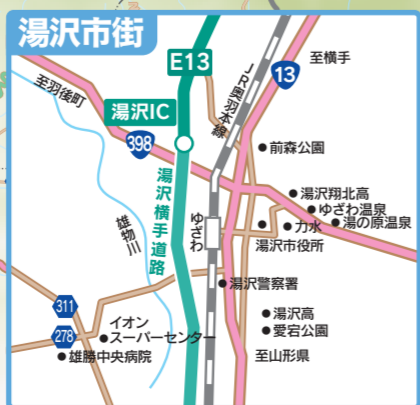 湯沢市街
E13
13
至横手
JR奥羽本線
至羽後町
湯沢IC
398
前森公園
湯沢横手道路
湯沢翔北高
ゆざわ温泉
力水
湯の原温泉
雄物川
ゆざわ
湯沢市役所
湯沢警察署
311
イオン
スーパーセンター
278
雄勝中央病院
湯沢高
愛宕公園
至山形県